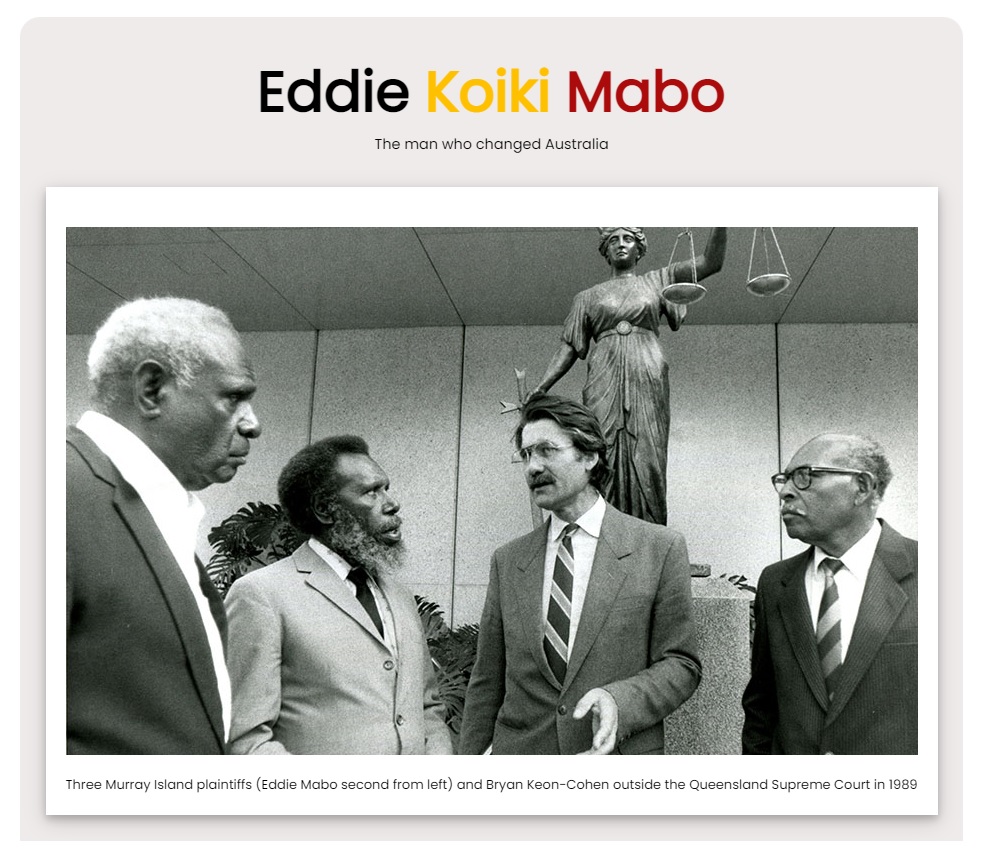 Eddie Koiki Mabo
The man who changed Australia
Three Murray Island plaintiffs (Eddie Mabo second from left) and Bryan Keon-Cohen outside the Queensland Supreme Court in 1989